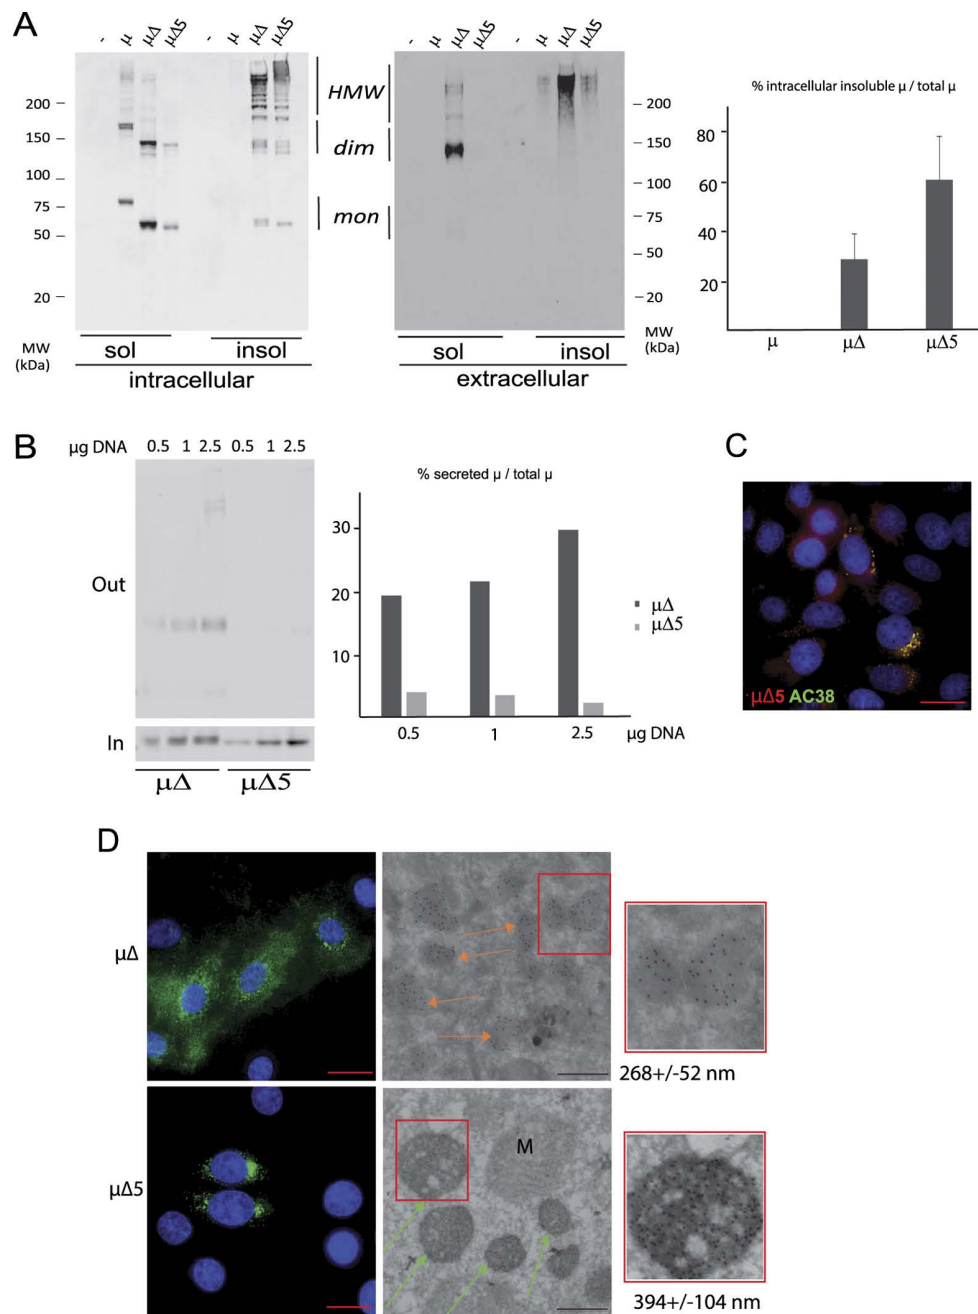 A
- μ μΔ μΔ5 - μ μΔ μΔ5
- μ μΔ μΔ5 - μ μΔ μΔ5
200
150
100
75
50
20
MW
(kDa)
HMW
dim
mon
200
150
100
75
50
20
MW
(kDa)
sol insol
intracellular
sol insol
extracellular
% intracellular insoluble μ / total μ
80
60
40
20
μ μΔ μΔ5
B
μg DNA 0.5 1 2.5 0.5 1 2.5
Out
In
μΔ μΔ5
% secreted μ / total μ
30
20
10
μΔ
μΔ5
0.5 1 2.5 μg DNA
C
μΔ5 AC38
D
μΔ
268+/-52 nm
μΔ5
M
394+/-104 nm